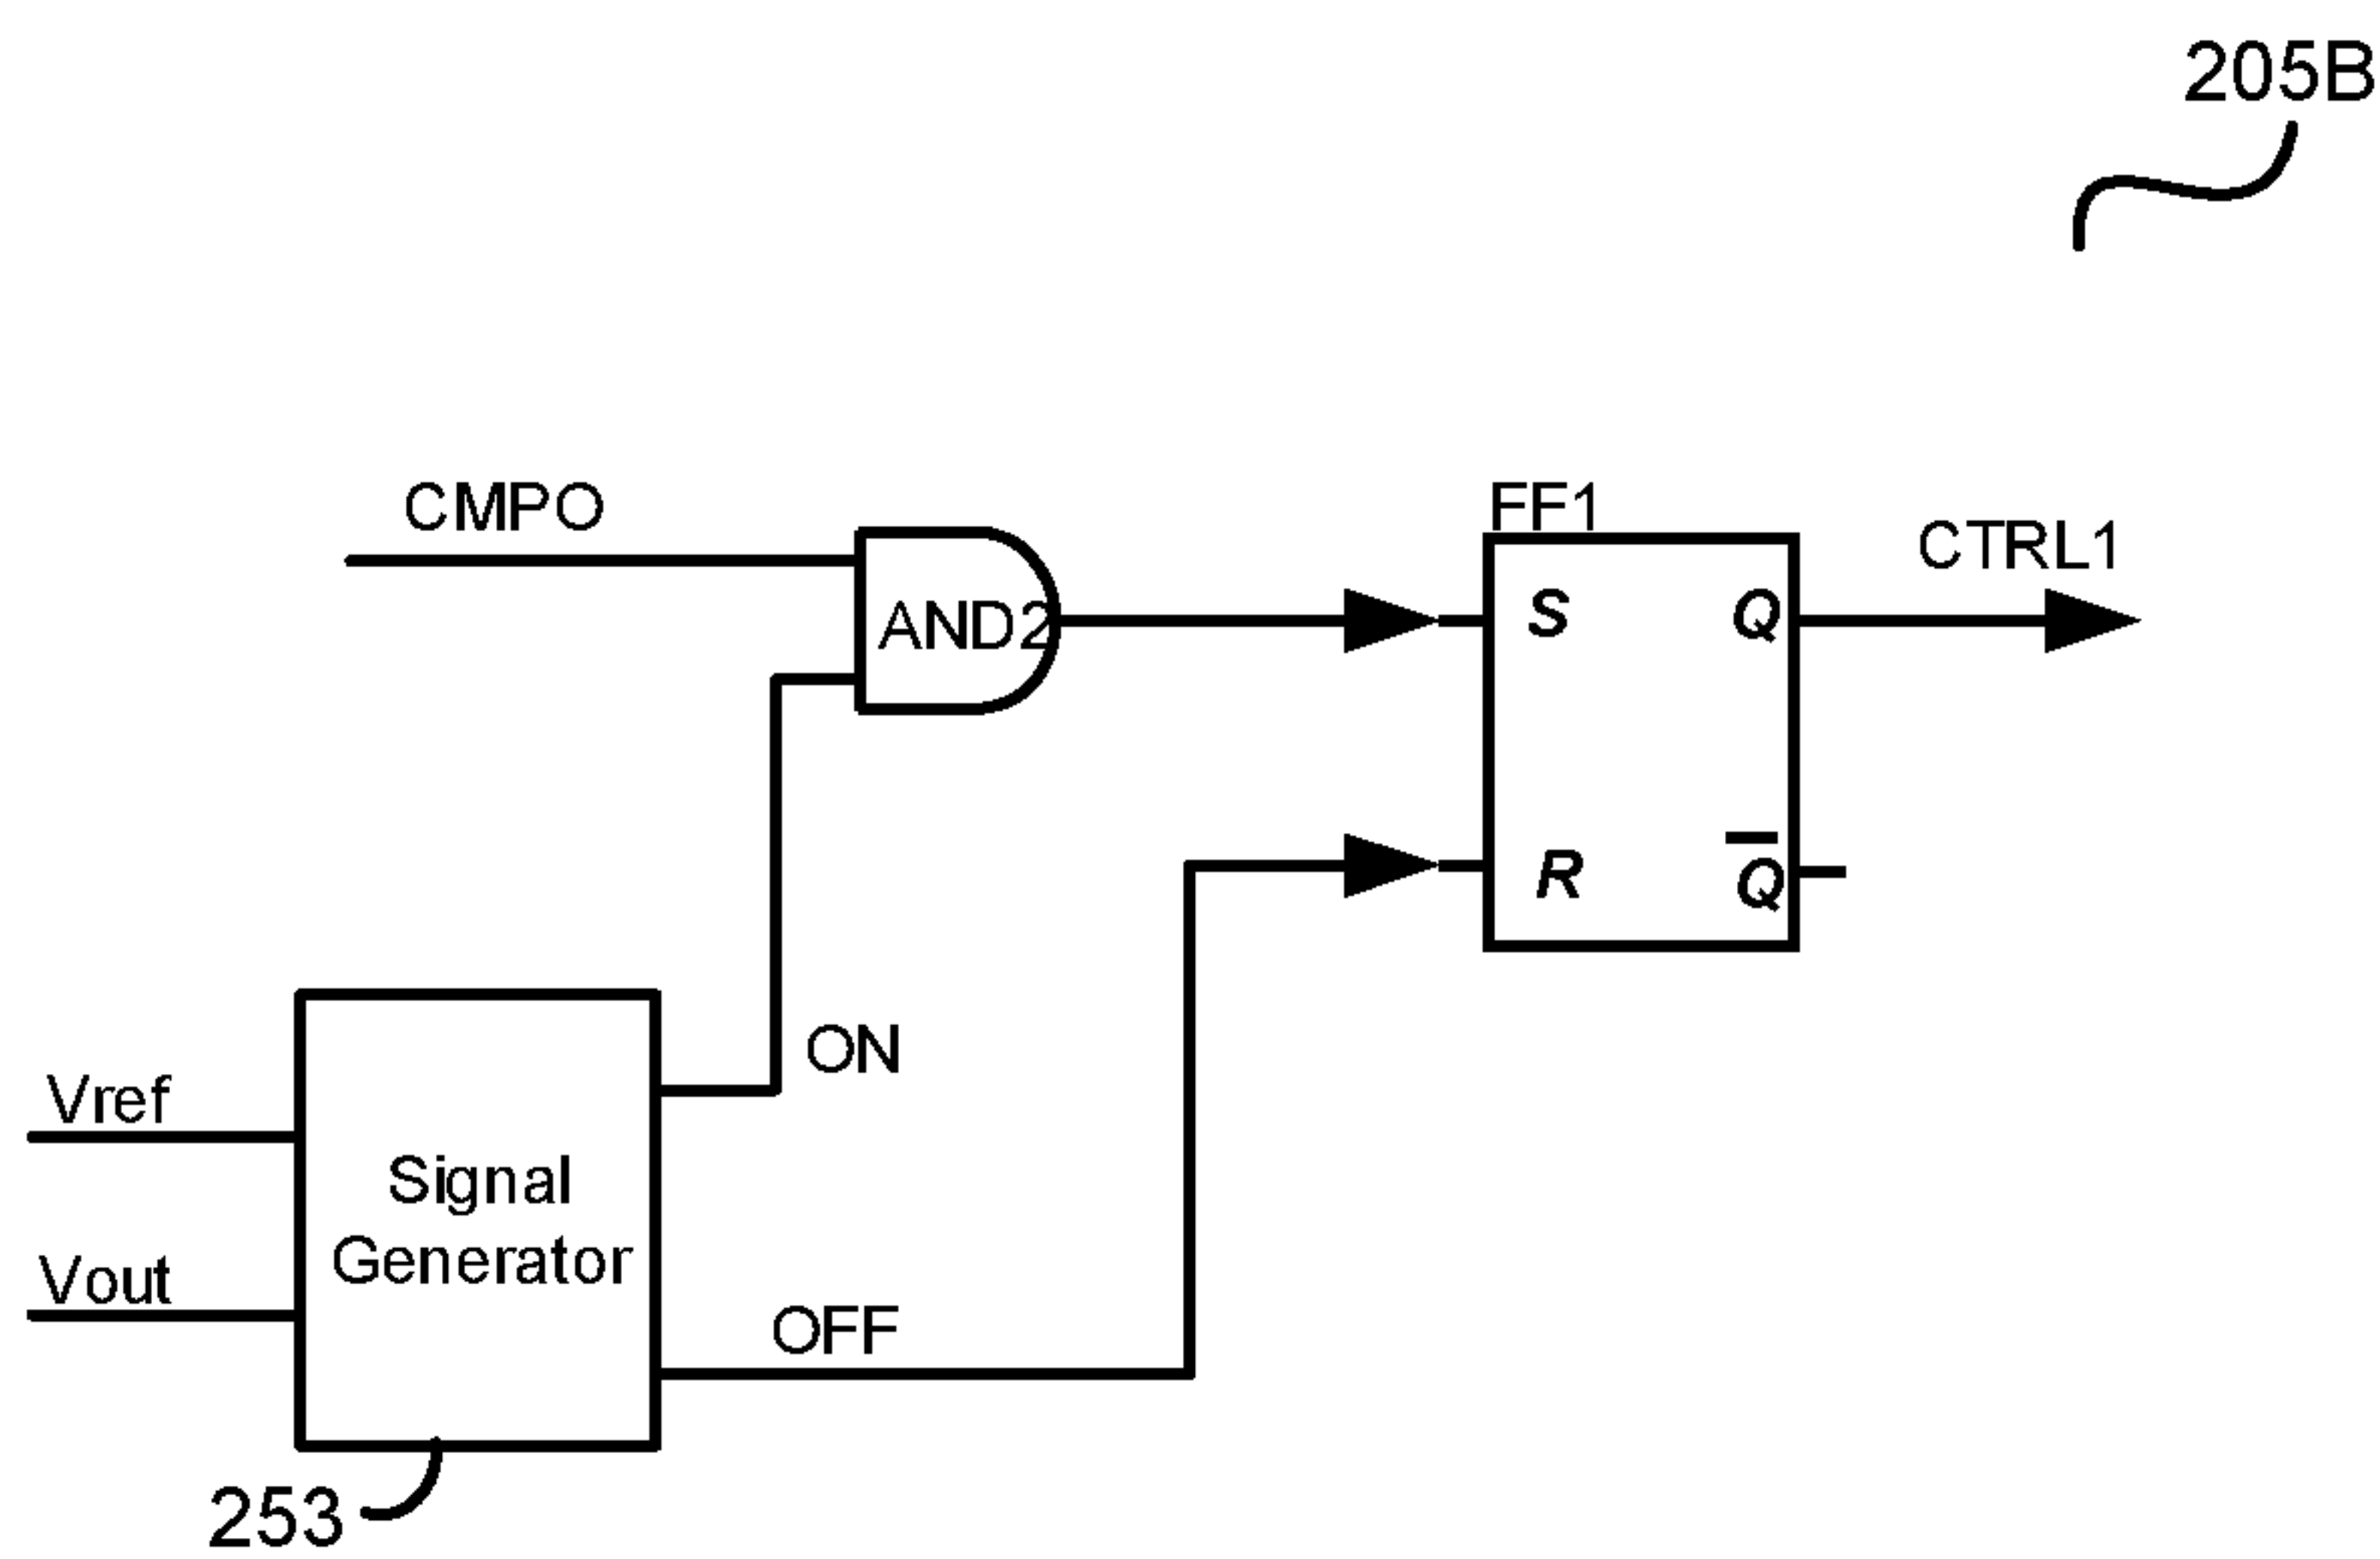 205B
CMPO
AND2
FF1
S
Q
CTRL1
R
Q̅
ON
Vref
Signal
Generator
Vout
OFF
253